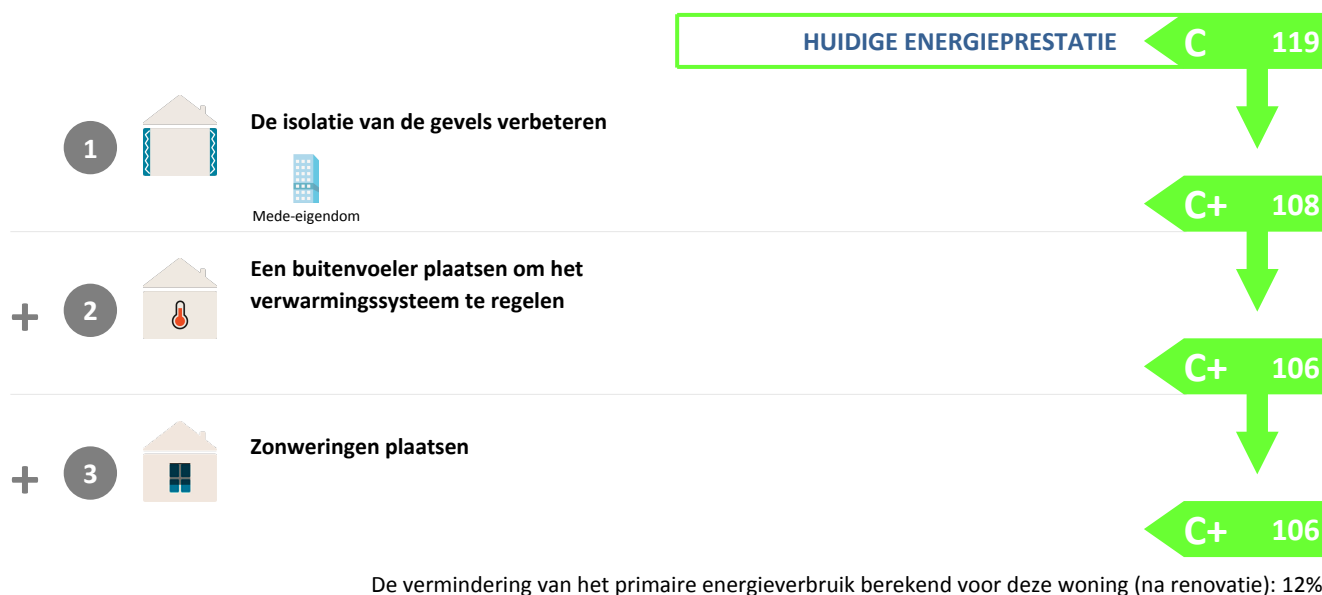 HUIDIGE ENERGIEPRESTATIE C 119
1 De isolatie van de gevels verbeteren
Mede-eigendom
C+ 108
+ 2 Een buitenvoeler plaatsen om het
verwarmingssysteem te regelen
C+ 106
+ 3 Zonweringen plaatsen
C+ 106
De vermindering van het primaire energieverbruik berekend voor deze woning (na renovatie): 12%